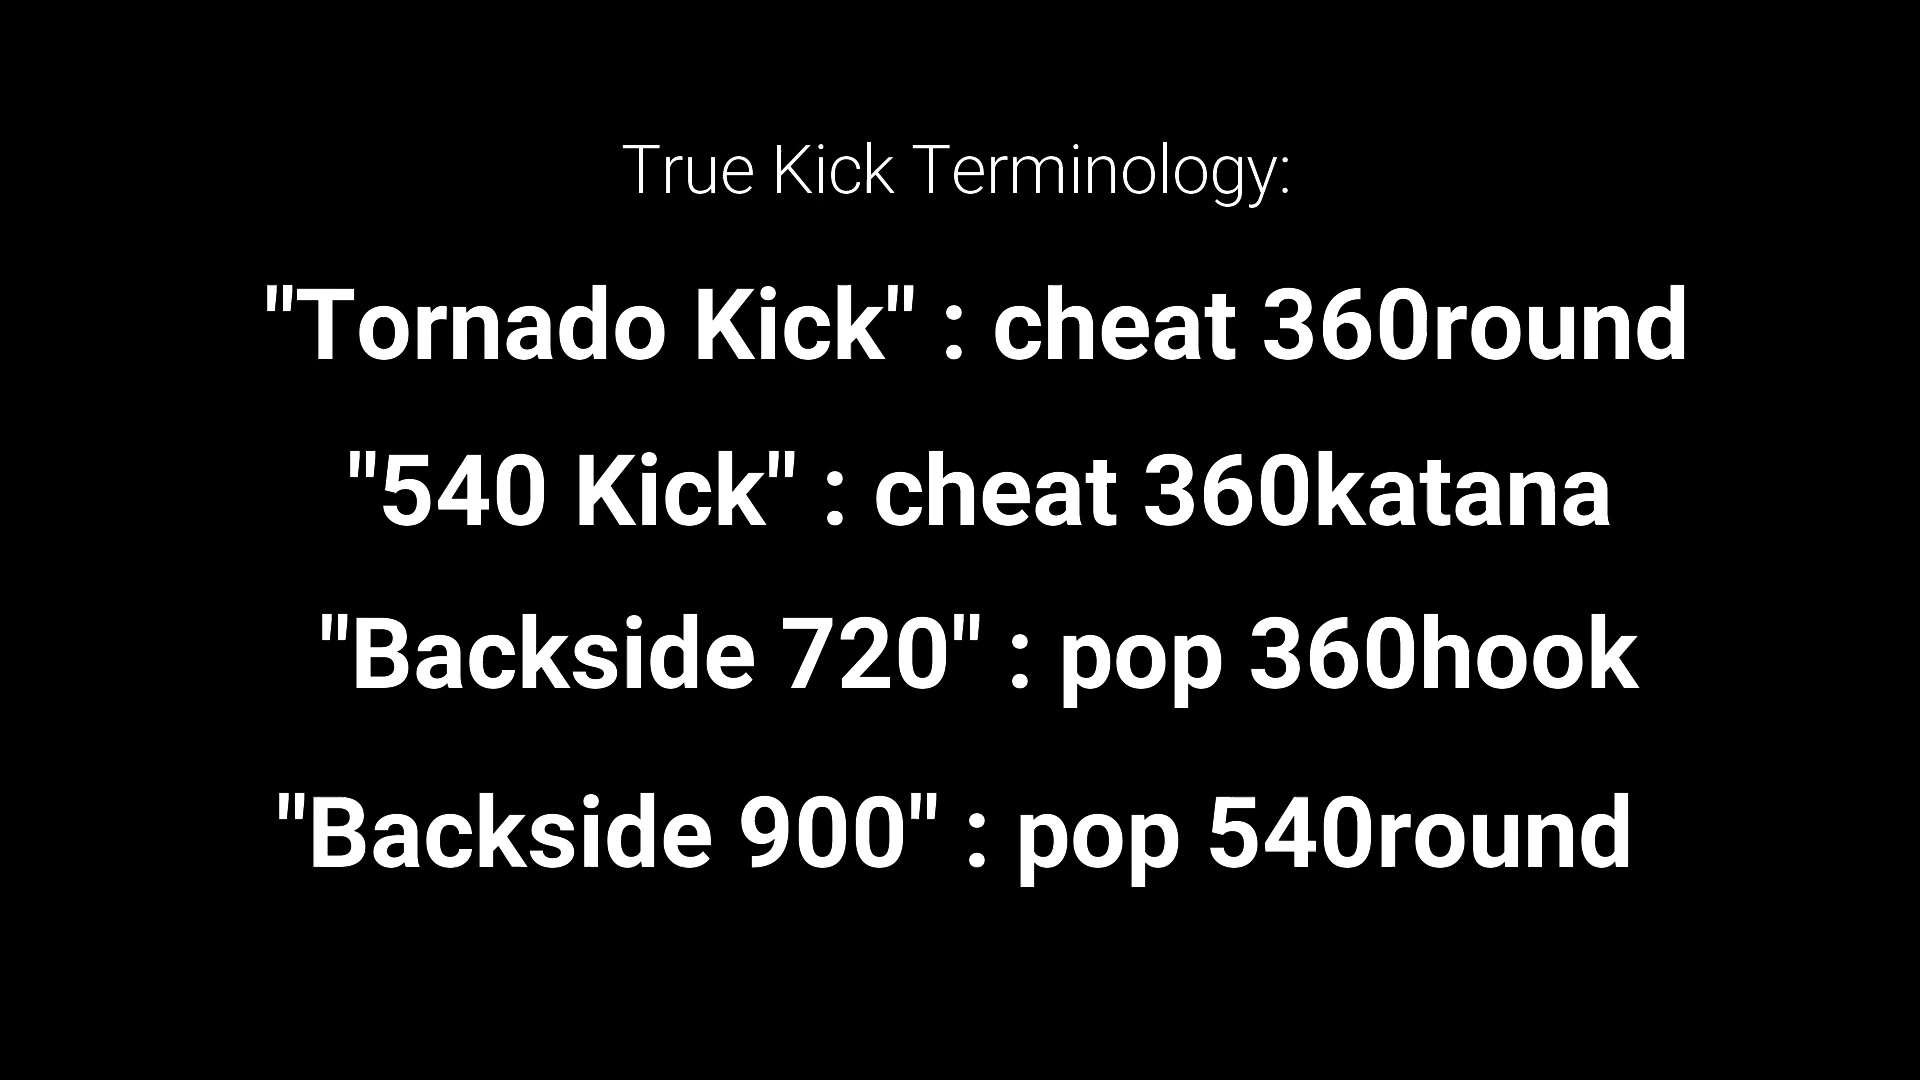 True Kick Terminology:
"Tornado Kick" : cheat 360round
"540 Kick" : cheat 360katana
"Backside 720" : pop 360hook
"Backside 900" : pop 540round